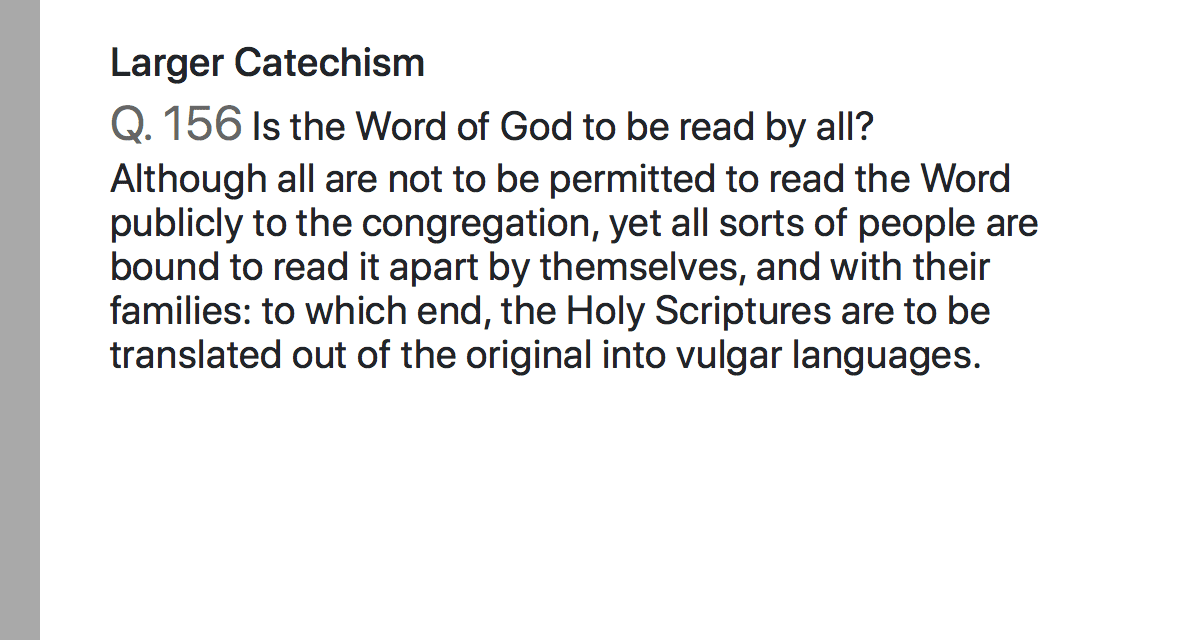 Larger Catechism
Q. 156 Is the Word of God to be read by all?
Although all are not to be permitted to read the Word
publicly to the congregation, yet all sorts of people are
bound to read it apart by themselves, and with their
families: to which end, the Holy Scriptures are to be
translated out of the original into vulgar languages.